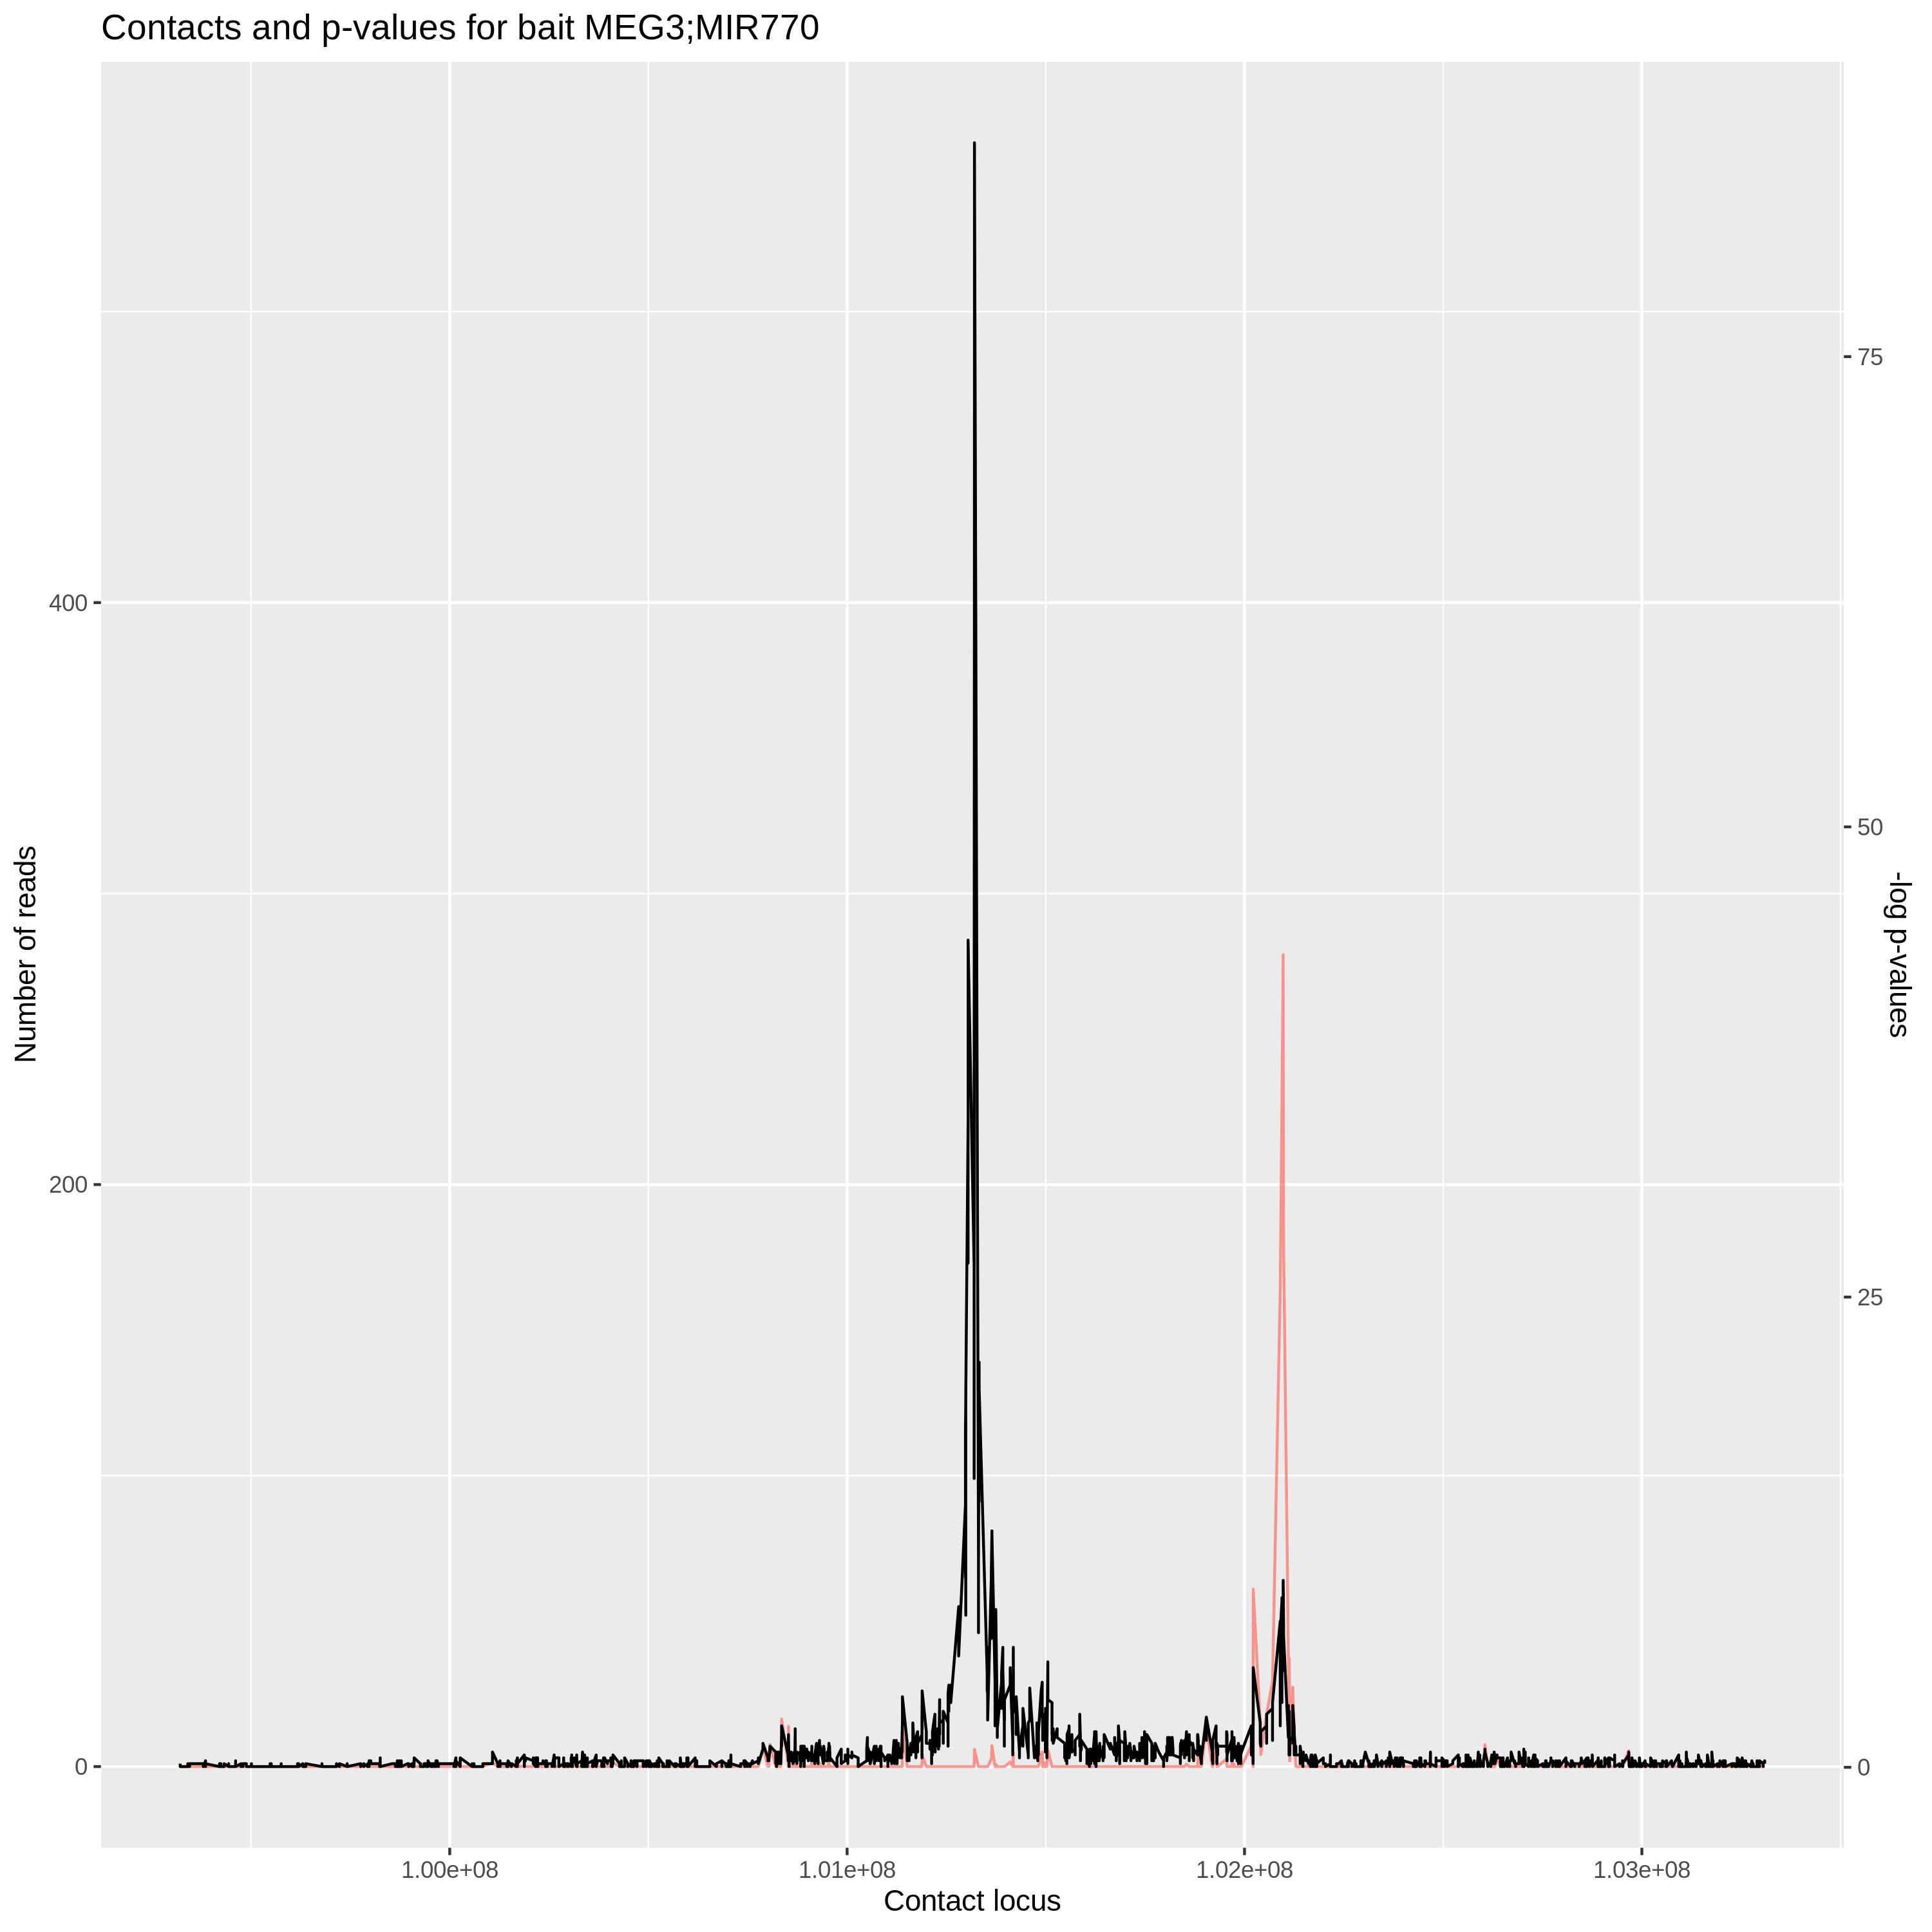 Contacts and p-values for bait MEG3;MIR770
Number of reads
400
200
0
75
50
25
0
-log p-values
1.00e+08
1.01e+08
1.02e+08
1.03e+08
Contact locus